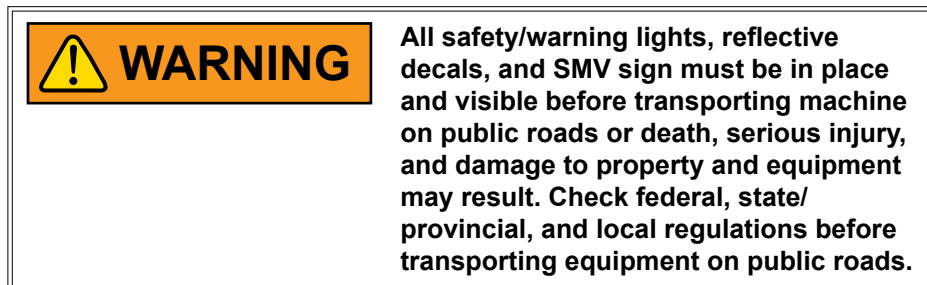 WARNING
All safety/warning lights, reflective
decals, and SMV sign must be in place
and visible before transporting machine
on public roads or death, serious injury,
and damage to property and equipment
may result. Check federal, state/
provincial, and local regulations before
transporting equipment on public roads.